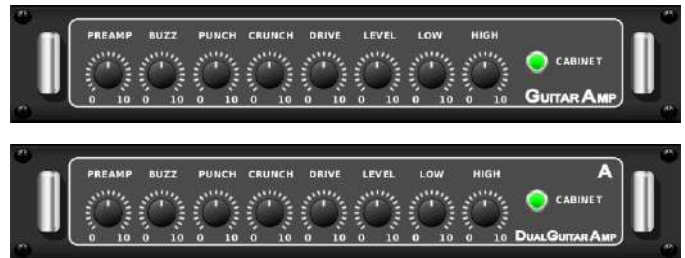 PREAMP BUZZ PUNCH CRUNCH DRIVE LEVEL LOW HIGH
CABINET
0 10 0 10 0 10 0 10 0 10 0 10 0 10 0 10
GUITAR AMP
A
PREAMP BUZZ PUNCH CRUNCH DRIVE LEVEL LOW HIGH
CABINET
0 10 0 10 0 10 0 10 0 10 0 10 0 10 0 10
DUALGUITARAMP